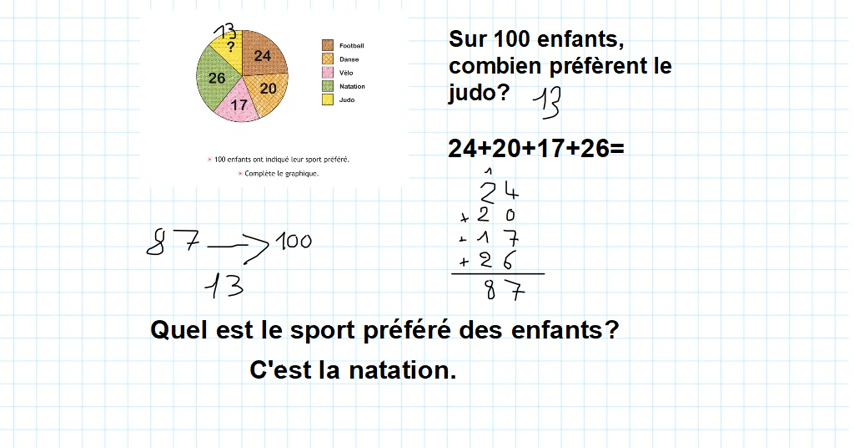 13
?
24
26
20
17
Football
Danse
Vélo
Natation
Judo
* 100 enfants ont indiqué leur sport préféré.
* Complète le graphique.
Sur 100 enfants,
combien préfèrent le
judo? 13
24+20+17+26=
1
24
+20
+17
+26
87
87 → 100
13
Quel est le sport préféré des enfants?
C'est la natation.